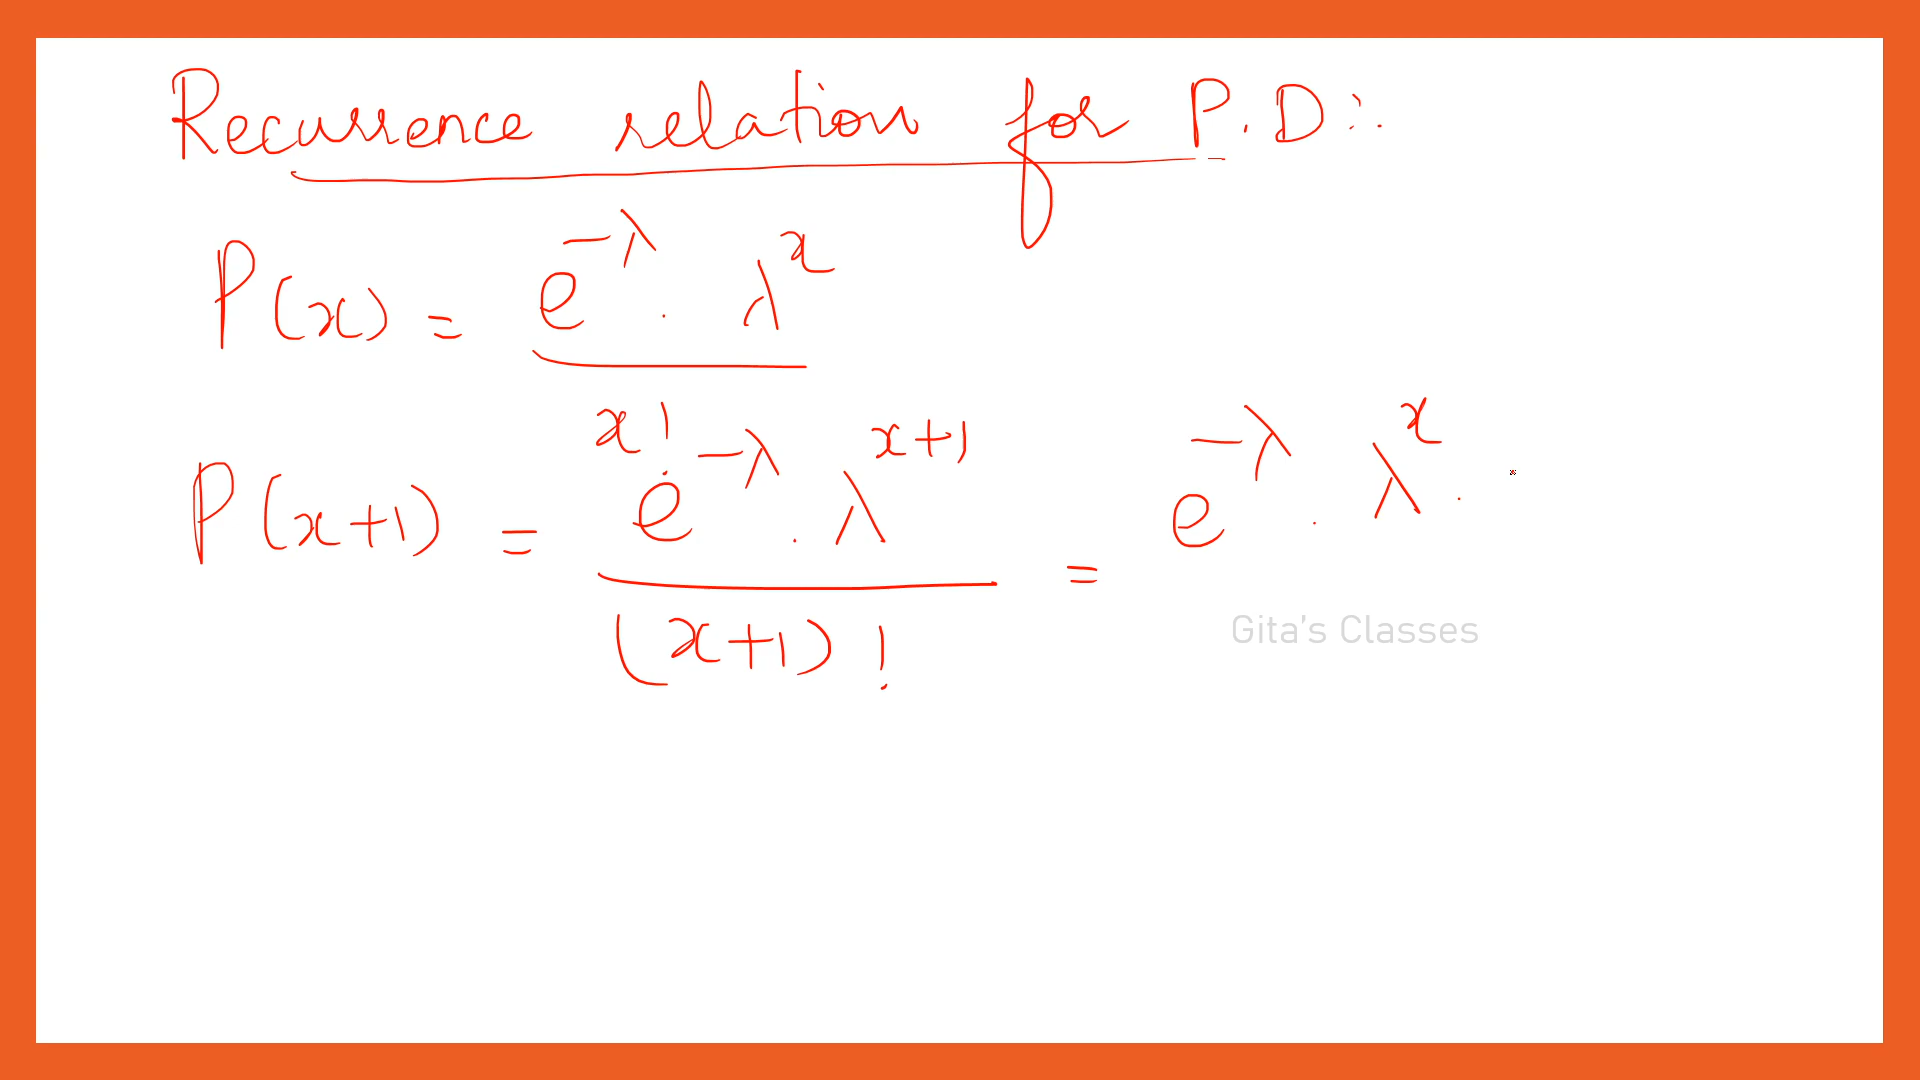 Recurrence relation for P.D:.
P(x) = e^-λ . λ^x / x!
P(x+1) = e^-λ . λ^x+1 / (x+1)! = e^-λ . λ^x .
Gita's Classes